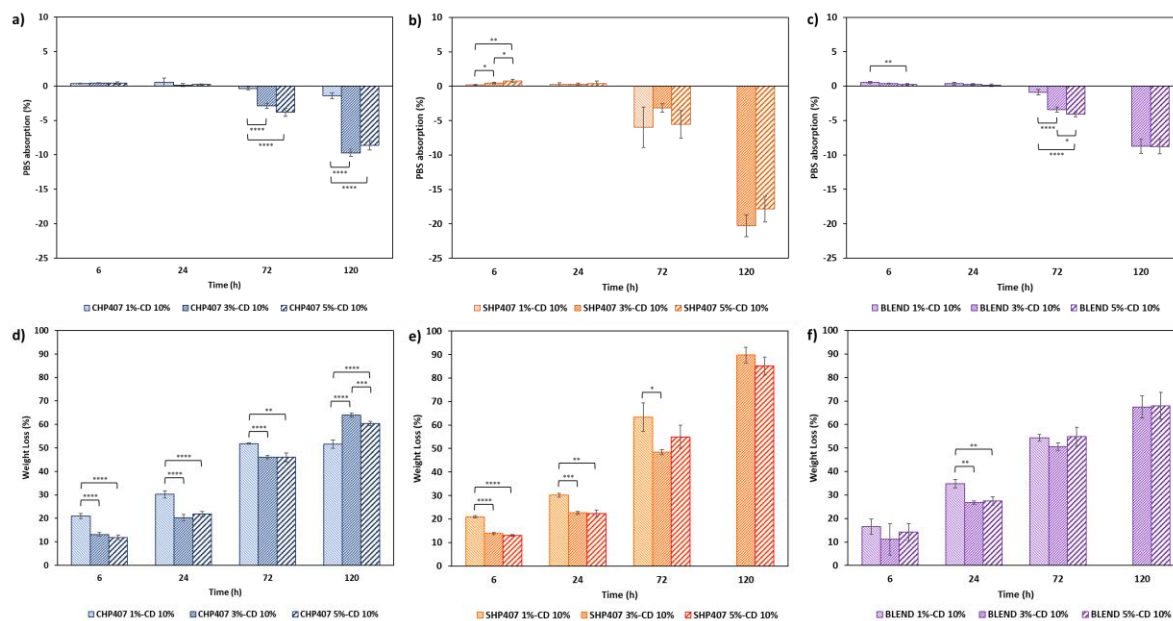 a)
10
5
0
-5
-10
-15
-20
-25
PBS absorption (%)
****
****
****
****
6 24 72 120
Time (h)
CHP407 1%-CD 10% CHP407 3%-CD 10% CHP407 5%-CD 10%
b)
10
5
0
-5
-10
-15
-20
-25
PBS absorption (%)
**
*
*
6 24 72 120
Time (h)
SHP407 1%-CD 10% SHP407 3%-CD 10% SHP407 5%-CD 10%
c)
10
5
0
-5
-10
-15
-20
-25
PBS absorption (%)
**
****
*
****
6 24 72 120
Time (h)
BLEND 1%-CD 10% BLEND 3%-CD 10% BLEND 5%-CD 10%
d)
100
90
80
70
60
50
40
30
20
10
0
Weight Loss (%)
****
****
****
****
**
****
****
***
****
6 24 72 120
Time (h)
CHP407 1%-CD 10% CHP407 3%-CD 10% CHP407 5%-CD 10%
e)
100
90
80
70
60
50
40
30
20
10
0
Weight Loss (%)
****
****
**
***
*
6 24 72 120
Time (h)
SHP407 1%-CD 10% SHP407 3%-CD 10% SHP407 5%-CD 10%
f)
100
90
80
70
60
50
40
30
20
10
0
Weight Loss (%)
**
**
6 24 72 120
Time (h)
BLEND 1%-CD 10% BLEND 3%-CD 10% BLEND 5%-CD 10%